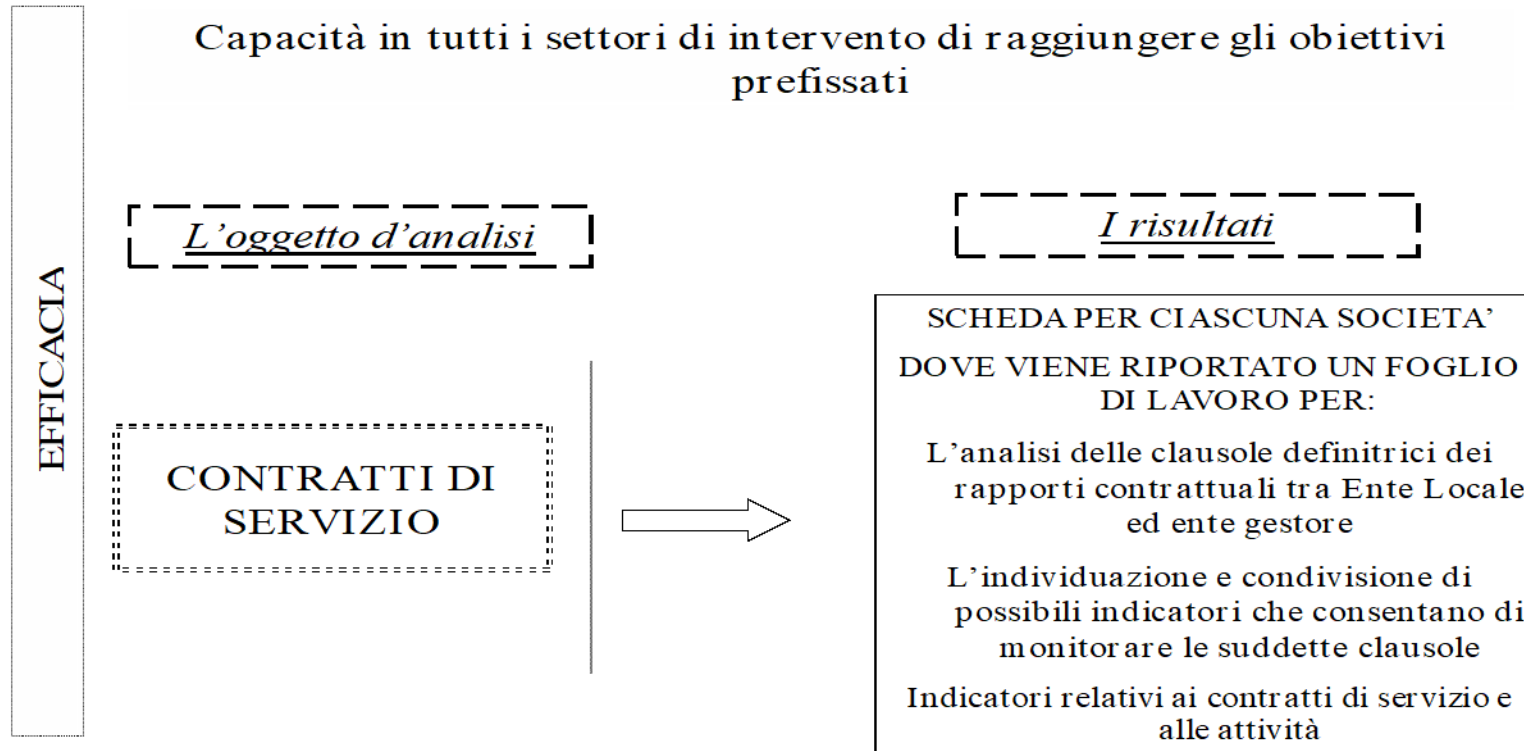 Capacità in tutti i settori di intervento di raggiungere gli obiettivi
prefissati
EFFICACIA
L'oggetto d'analisi
I risultati
CONTRATTI DI
SERVIZIO
SCHEDA PER CIASCUNA SOCIETA'
DOVE VIENE RIPORTATO UN FOGLIO
DI LAVORO PER:
L'analisi delle clausole definitrici dei
rapporti contrattuali tra Ente Locale
ed ente gestore
L'individuazione e condivisione di
possibili indicatori che consentano di
monitorare le suddette clausole
Indicatori relativi ai contratti di servizio e
alle attività